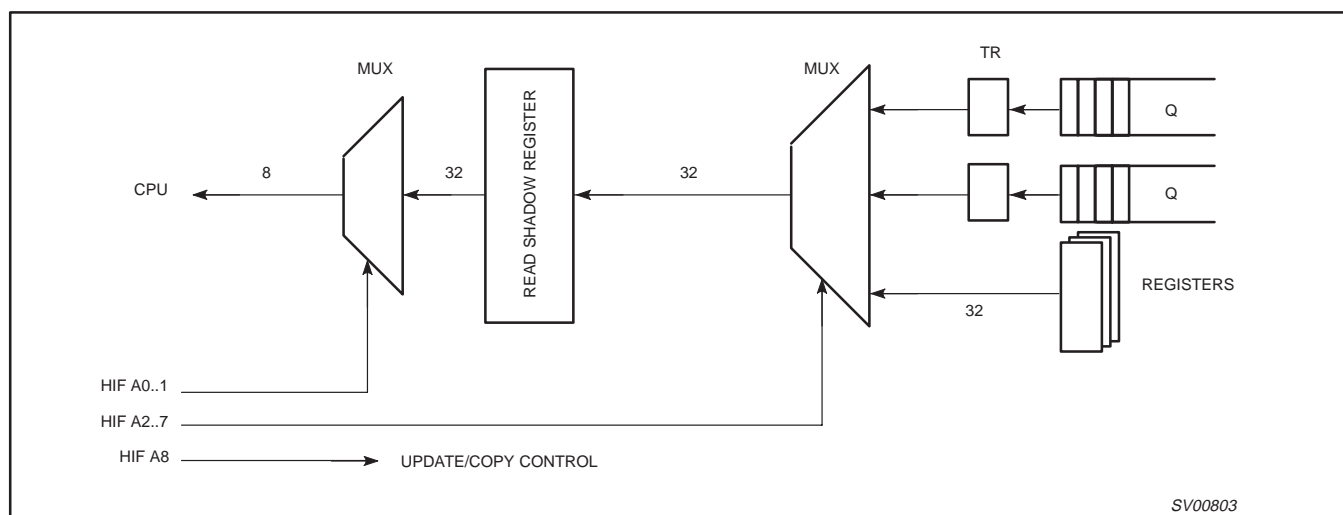 MUX
READ SHADOW REGISTER
MUX
TR
Q
8
32
32
CPU
Q
REGISTERS
32
HIF A0..1
HIF A2..7
HIF A8
UPDATE/COPY CONTROL
SV00803